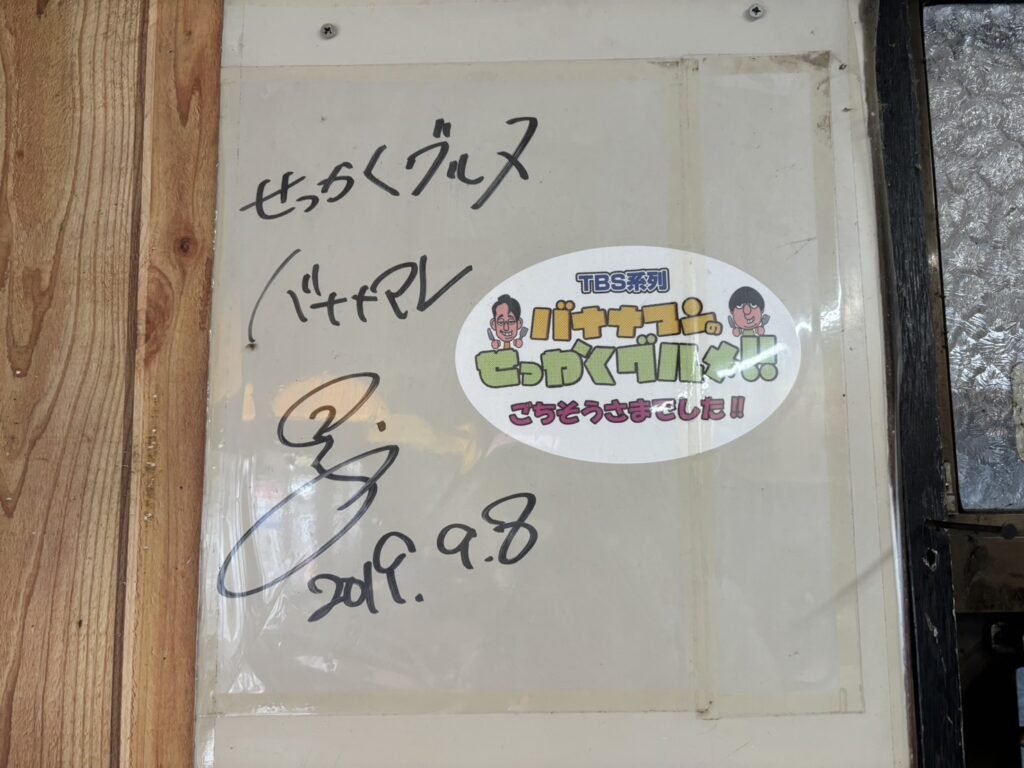 せっかくグルメ
バナナマン
2019.9.8
TBS系列
バナナマンの
せっかくグルメ!!
ごちそうさまでした!!